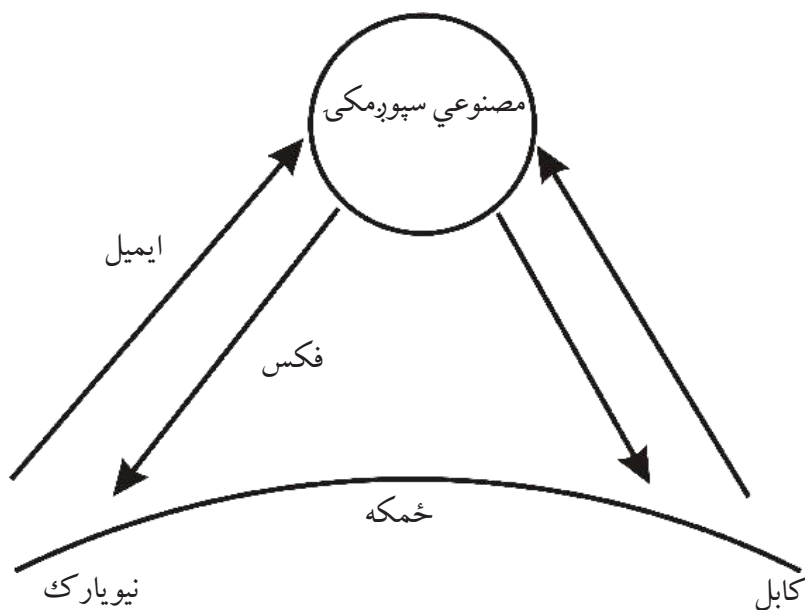 مصنوعي سپوږمکۍ
ایمیل
فکس
ځمکه
نیویارک
کابل